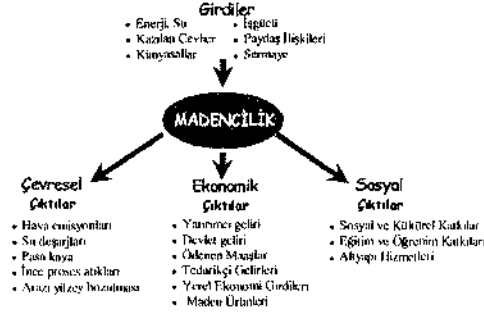 Girdiler
• Enerji, Su
• İşgücü
• Kazılan Cevher
• Paydaş İlişkileri
• Kimyasallar
• Sermaye
MADENCİLİK
Çevresel
Çıktılar
• Hava emisyonları
• Su deşarjları
• Pasa kaya
• İnce proses atıkları
• Arazi yüzey bozulması
Ekonomik
Çıktılar
• Yatırımcı geliri
• Devlet geliri
• Ödenen Maaşlar
• Tedarikçi Gelirleri
• Yerel Ekonomi Girdileri
• Maden Ürünleri
Sosyal
Çıktılar
• Sosyal ve Kültürel Katkılar
• Eğitim ve Öğrenim Katkıları
• Altyapı Hizmetleri